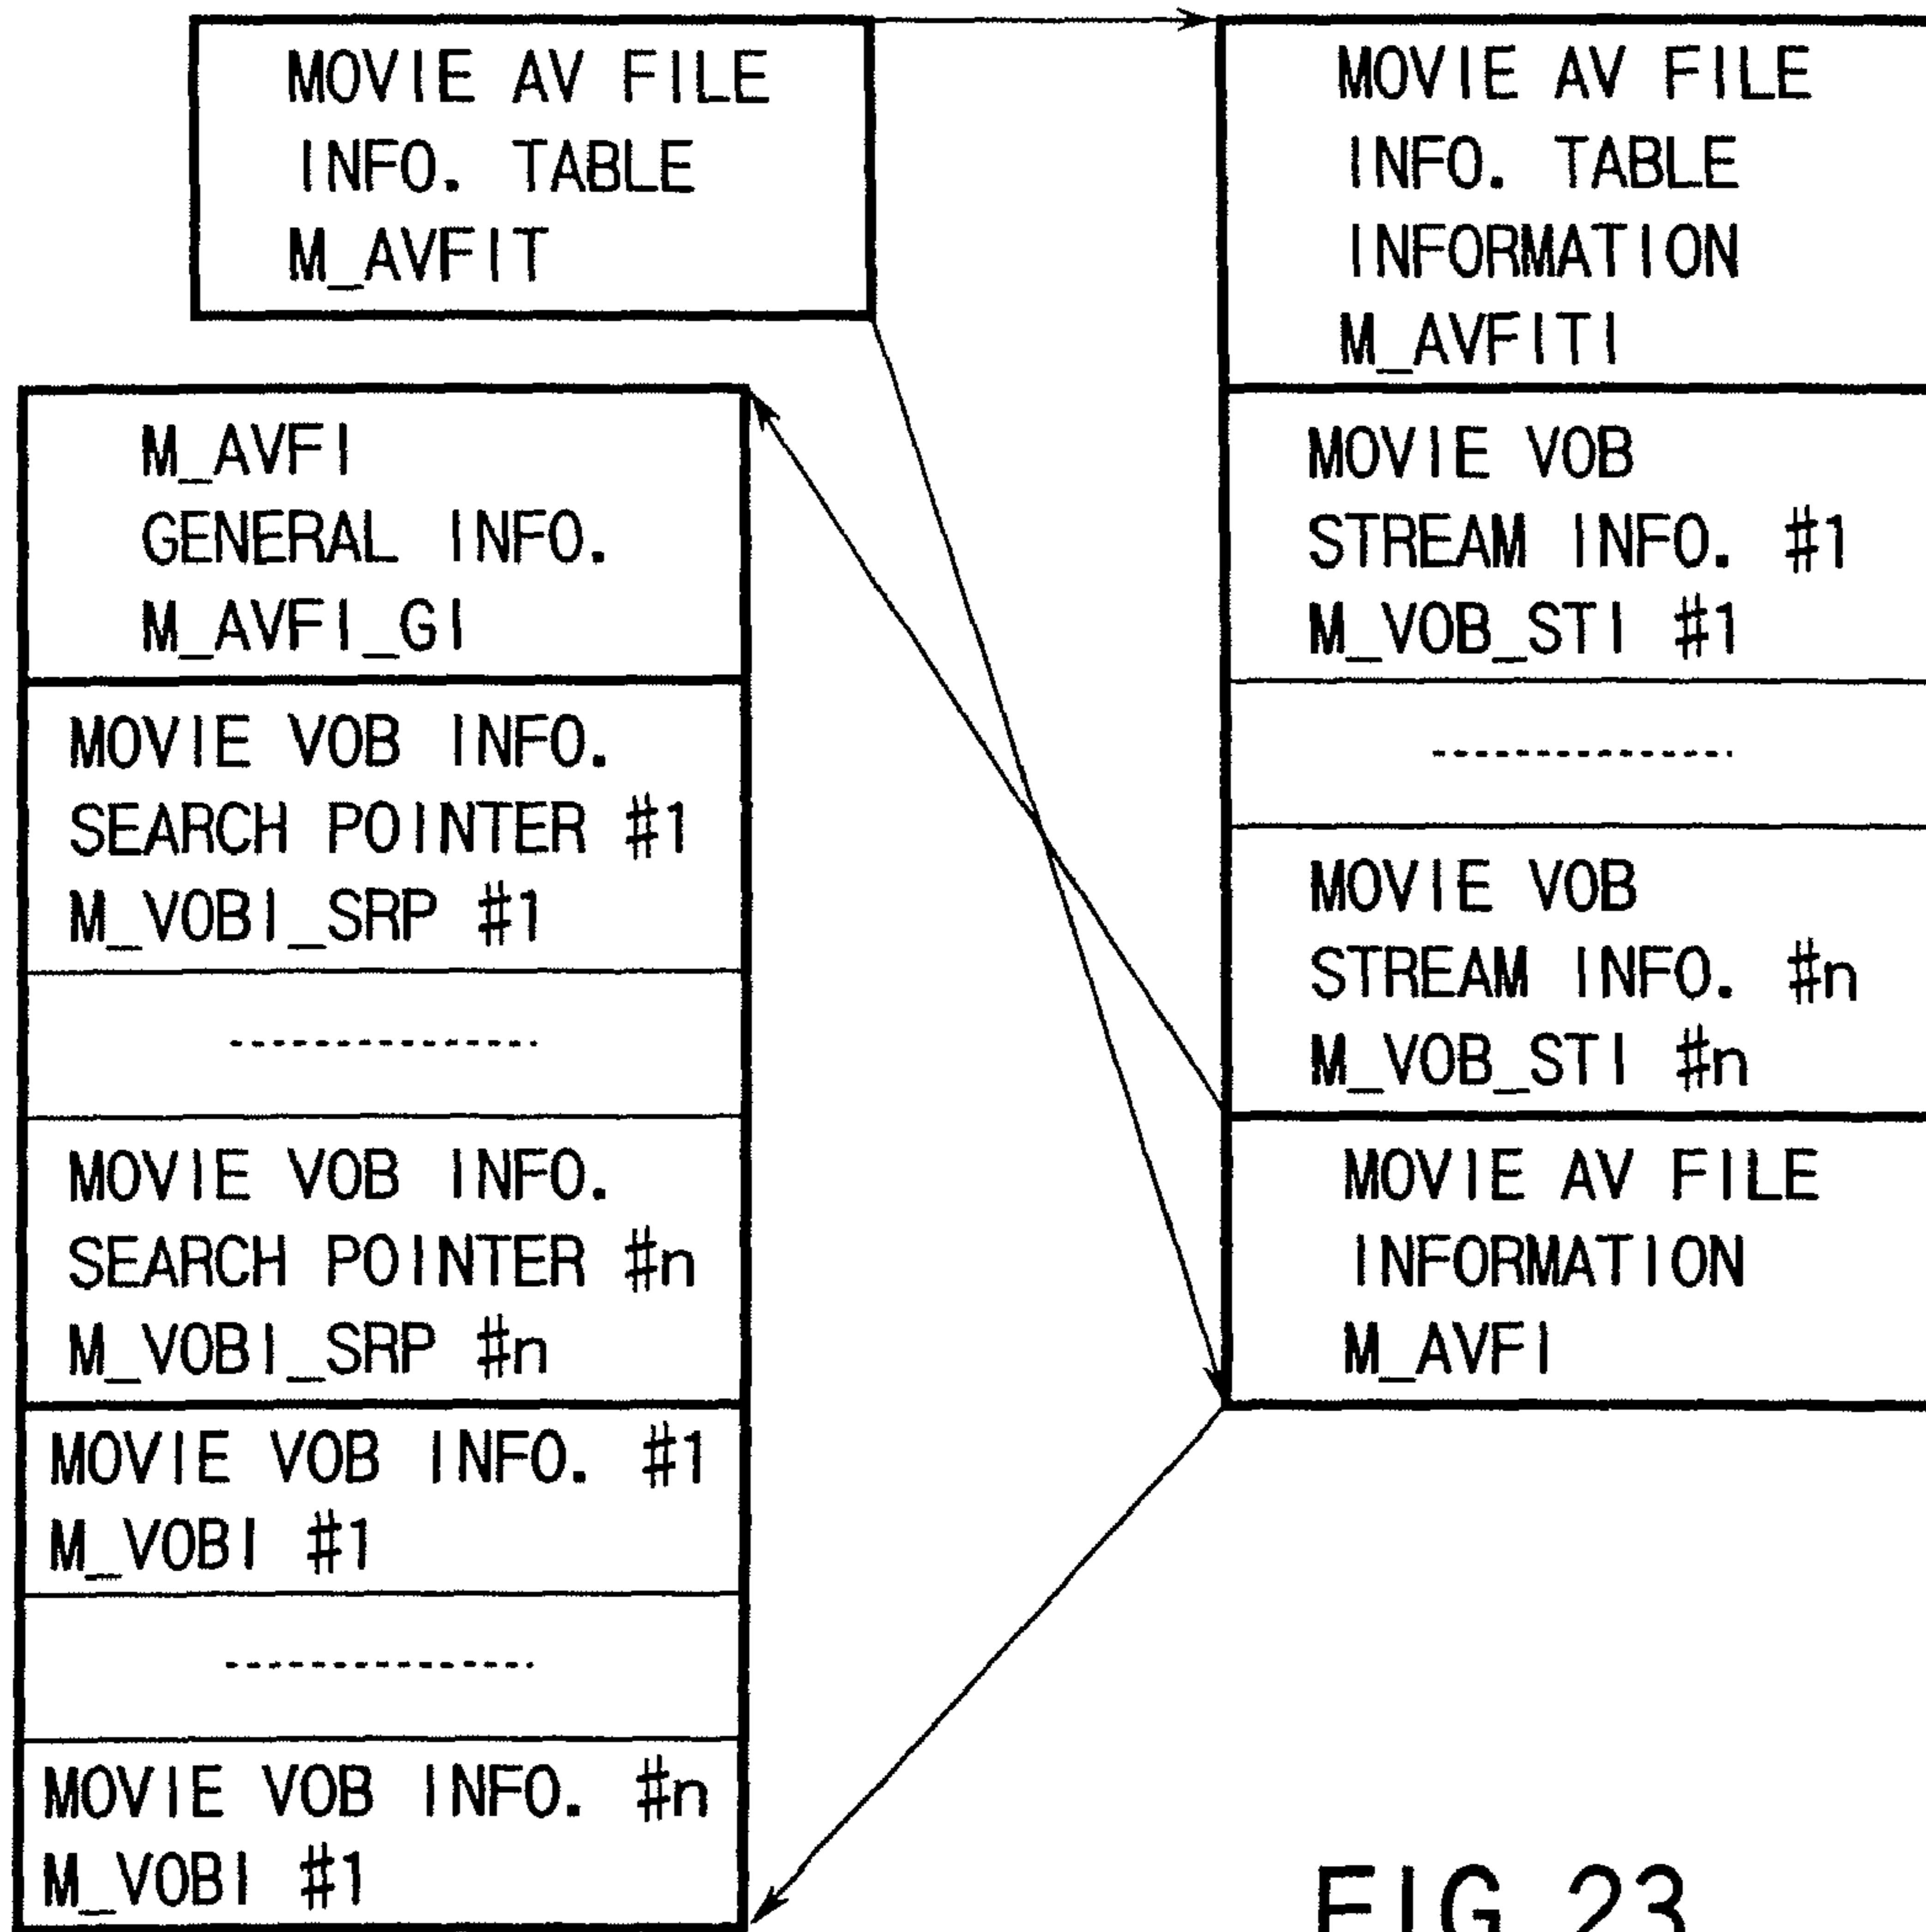 MOVIE AV FILE
INFO. TABLE
M_AVFIT
MOVIE AV FILE
INFO. TABLE
INFORMATION
M_AVFITI
MOVIE VOB
STREAM INFO. #1
M_VOB_STI #1
MOVIE VOB
STREAM INFO. #n
M_VOB_STI #n
MOVIE AV FILE
INFORMATION
M_AVFI
M_AVFI
GENERAL INFO.
M_AVFI_GI
MOVIE VOB INFO.
SEARCH POINTER #1
M_VOBI_SRP #1
MOVIE VOB INFO.
SEARCH POINTER #n
M_VOBI_SRP #n
MOVIE VOB INFO. #1
M_VOBI #1
MOVIE VOB INFO. #n
M_VOBI #1
FIG. 23